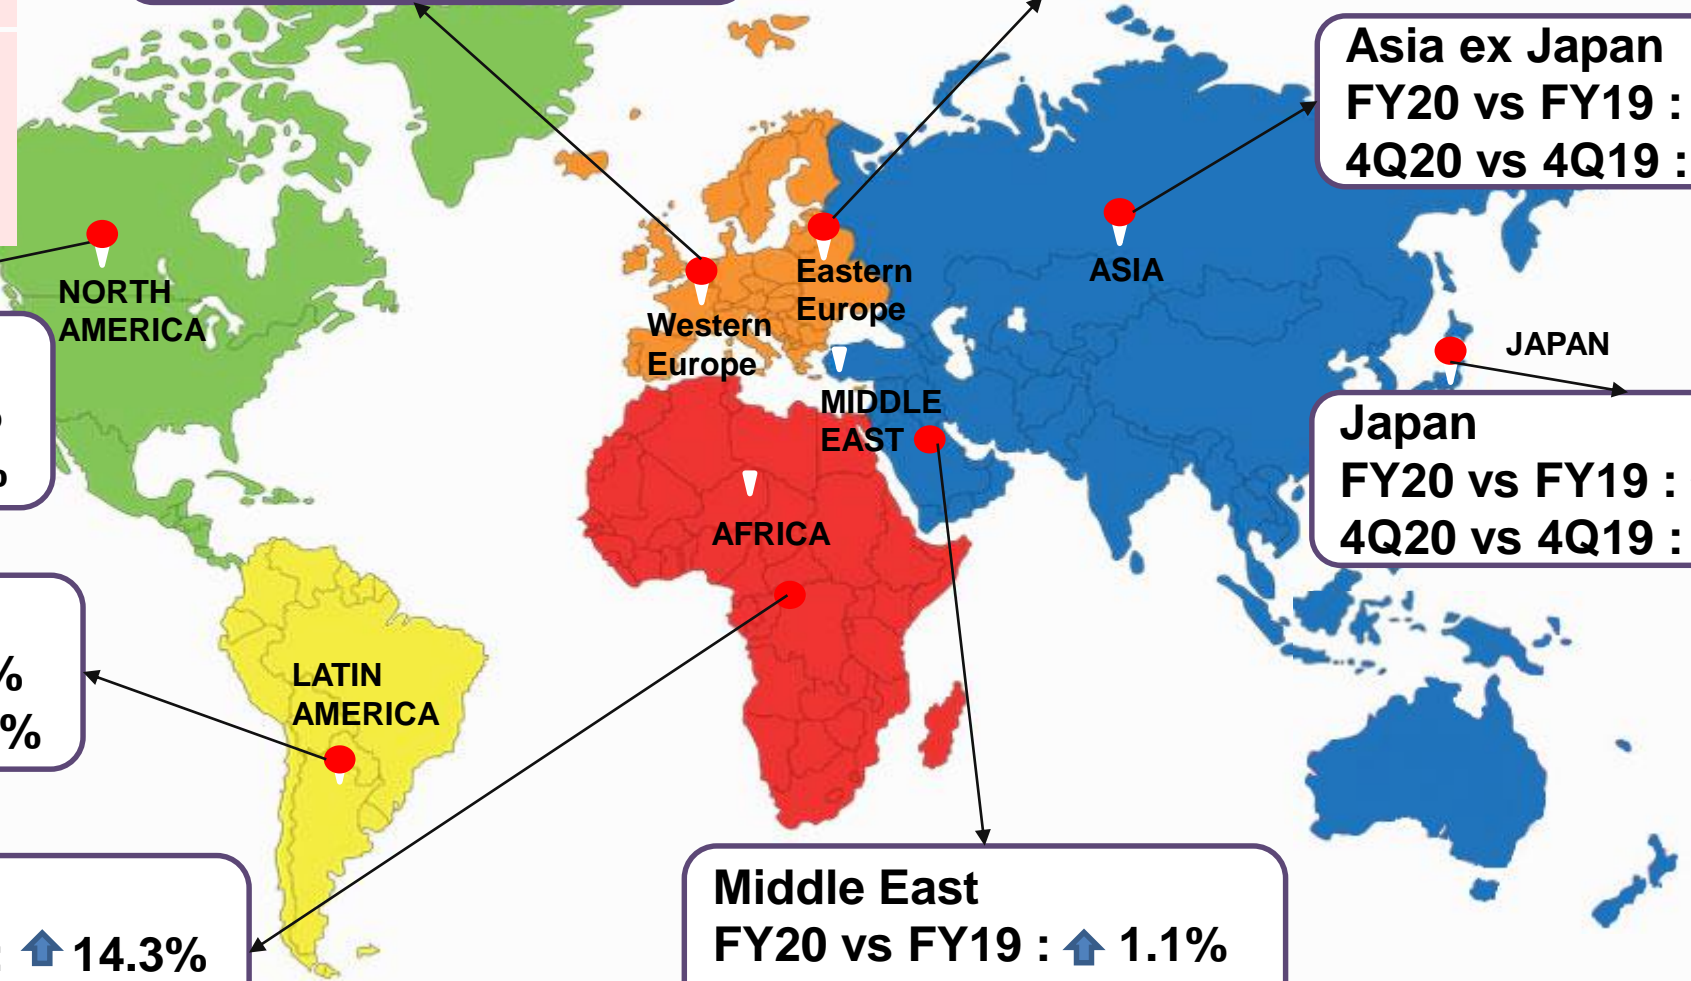 Asia ex Japan
FY20 vs FY19 :
4Q20 vs 4Q19 :
NORTH
AMERICA
Western
Europe
Eastern
Europe
ASIA
JAPAN
MIDDLE
EAST
Japan
FY20 vs FY19 :
4Q20 vs 4Q19 :
%
AFRICA
LATIN
AMERICA
%
%
: 14.3%
Middle East
FY20 vs FY19 : 1.1%